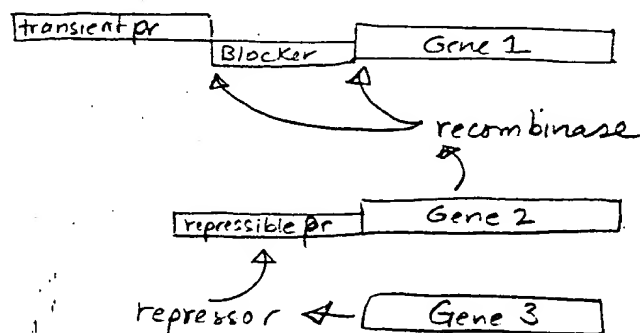 transient pr
Blocker
Gene 1
recombinase
repressible pr
Gene 2
repressor
Gene 3